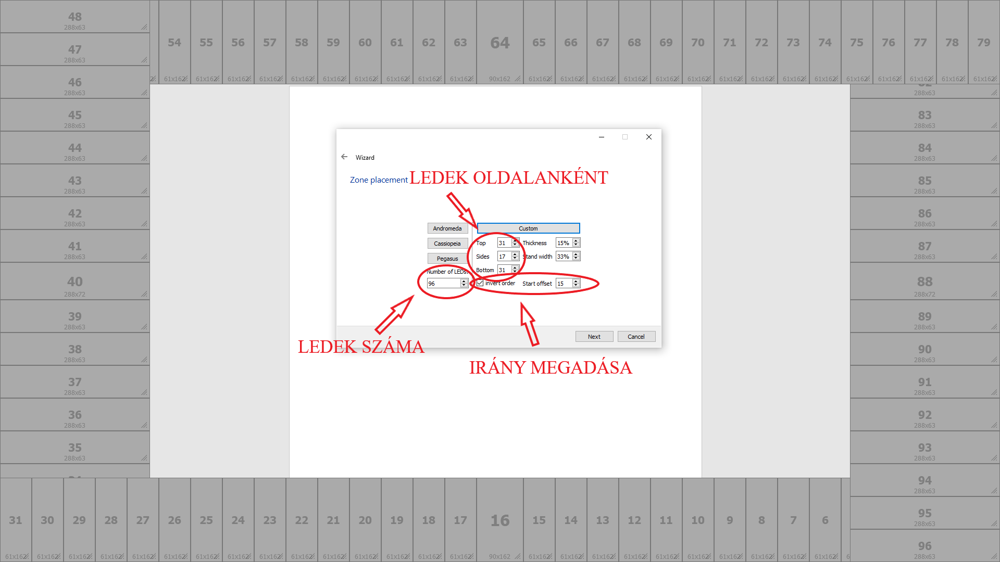 48
288x63
47
288x63
46
288x63
45
288x63
44
288x63
43
288x63
42
288x63
41
288x63
40
288x72
39
288x63
38
288x63
37
288x63
36
288x63
35
288x63
54 55 56 57 58 59 60 61 62 63 64 65 66 67 68 69 70 71 72 73 74 75 76 77 78 79
61x162 61x162 61x162 61x162 61x162 61x162 61x162 61x162 61x162 61x162 90x162 61x162 61x162 61x162 61x162 61x162 61x162 61x162 61x162 61x162 61x162 61x162 61x162 61x162 61x162 61x162
Wizard
Zone placement
LEDEK OLDALANKÉNT
Andromeda
Cassiopeia
Pegasus
Number of LEDs:
96
Custom
Top 31 Thickness 15%
Sides 17 Stand width 33%
Bottom 31
invert order Start offset 15
Next Cancel
LEDEK SZÁMA
IRÁNY MEGADÁSA
288x63
83
288x63
84
288x63
85
288x63
86
288x63
87
288x63
88
288x72
89
288x63
90
288x63
91
288x63
92
288x63
93
288x63
94
288x63
95
288x63
96
288x63
31 30 29 28 27 26 25 24 23 22 21 20 19 18 17 16 15 14 13 12 11 10 9 8 7 6
61x162 61x162 61x162 61x162 61x162 61x162 61x162 61x162 61x162 61x162 61x162 61x162 61x162 61x162 61x162 90x162 61x162 61x162 61x162 61x162 61x162 61x162 61x162 61x162 61x162 61x162